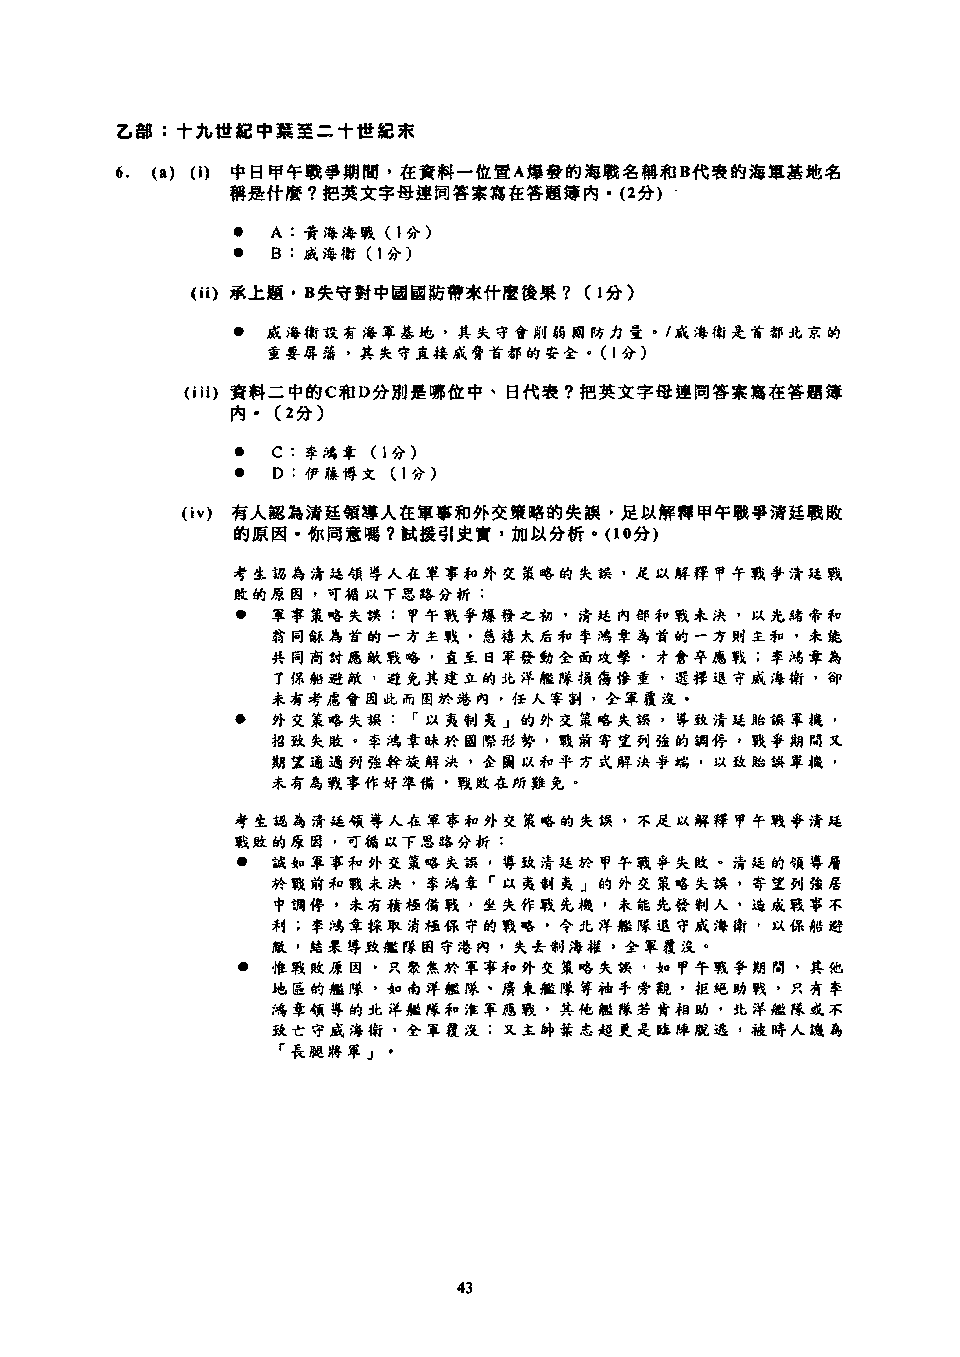 乙部：十九世紀中葉至二十世紀末
6. (a) (i) 中日甲午戰爭期間，在資料一位置A爆發的海戰名稱和B代表的海軍基地名
稱是什麼？把英文字母連同答案寫在答題簿內。(2分)
● A：黃海海戰（1分）
● B：威海衛（1分）
(ii) 承上題，B失守對中國國防帶來什麼後果？（1分）
● 威海衛設有海軍基地，其失守會削弱國防力量。/威海衛是首都北京的
重要屏藩，其失守直接威脅首都的安全。（1分）
(iii) 資料二中的C和D分別是哪位中、日代表？把英文字母連同答案寫在答題簿
內。（2分）
● C：李鴻章（1分）
● D：伊藤博文（1分）
(iv) 有人認為清廷領導人在軍事和外交策略的失誤，足以解釋甲午戰爭清廷戰敗
的原因。你同意嗎？試援引史實，加以分析。(10分)
考生認為清廷領導人在軍事和外交策略的失誤，足以解釋甲午戰爭清廷戰
敗的原因，可循以下思路分析：
● 軍事策略失誤：甲午戰爭爆發之初，清廷內部和戰未決，以光緒帝和
翁同龢為首的一方主戰，慈禧太后和李鴻章為首的一方則主和，未能
共同商討應敵戰略，直至日軍發動全面攻擊，才倉卒應戰；李鴻章為
了保船避敵，避免其建立的北洋艦隊損傷慘重，選擇退守威海衛，卻
未有考慮會因此而困於港內，任人宰割，全軍覆沒。
● 外交策略失誤：「以夷制夷」的外交策略失誤，導致清廷貽誤軍機，
招致失敗。李鴻章昧於國際形勢，戰前寄望列強的調停，戰爭期間又
期望通過列強斡旋解決，企圖以和平方式解決爭端，以致貽誤軍機，
未有為戰事作好準備，戰敗在所難免。
考生認為清廷領導人在軍事和外交策略的失誤，不足以解釋甲午戰爭清廷
戰敗的原因，可循以下思路分析：
● 誠如軍事和外交策略失誤，導致清廷於甲午戰爭失敗。清廷的領導層
於戰前和戰未決，李鴻章「以夷制夷」的外交策略失誤，寄望列強居
中調停，未有積極備戰，坐失作戰先機，未能先發制人，造成戰事不
利；李鴻章採取消極保守的戰略，令北洋艦隊退守威海衛，以保船避
敵，結果導致艦隊困守港內，失去制海權，全軍覆沒。
● 惟戰敗原因，只聚焦於軍事和外交策略失誤，如甲午戰爭期間，其他
地區的艦隊，如南洋艦隊、廣東艦隊等袖手旁觀，拒絕助戰，只有李
鴻章領導的北洋艦隊和淮軍應戰，其他艦隊若肯相助，北洋艦隊或不
致亡守威海衛，全軍覆沒；又主帥葉志超更是臨陣脫逃，被時人譏為
「長腿將軍」。
43